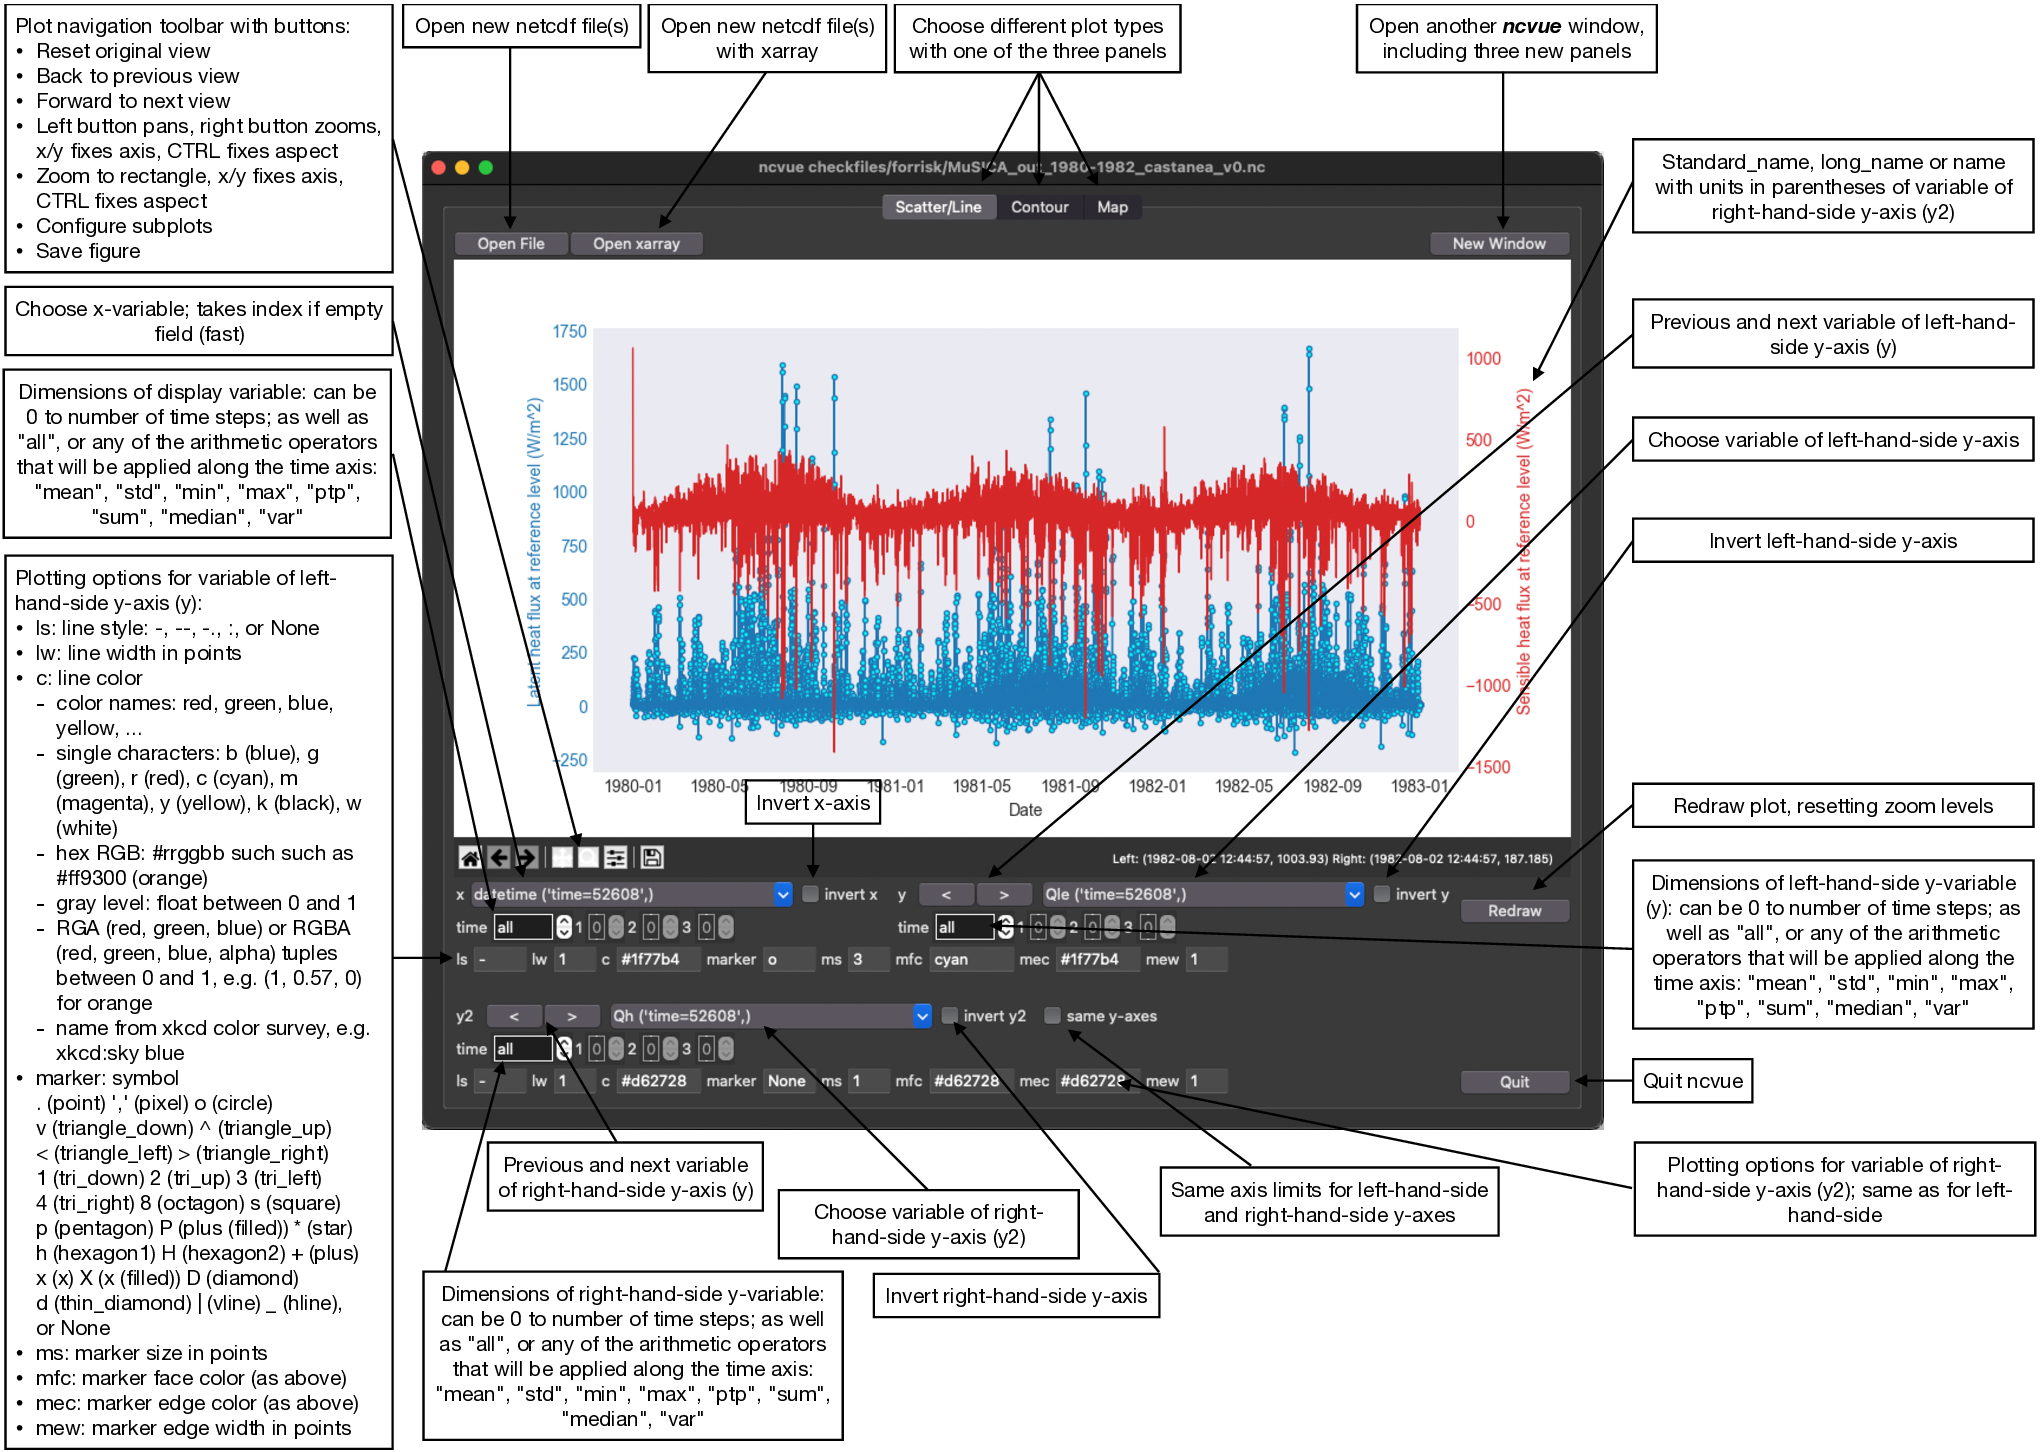 Plot navigation toolbar with buttons:
• Reset original view
• Back to previous view
• Forward to next view
• Left button pans, right button zooms,
x/y fixes axis, CTRL fixes aspect
• Zoom to rectangle, x/y fixes axis,
CTRL fixes aspect
• Configure subplots
• Save figure
Open new netcdf file(s)
Open new netcdf file(s)
with xarray
Choose different plot types
with one of the three panels
Open another ncvue window,
including three new panels
Standard_name, long_name or name
with units in parentheses of variable of
right-hand-side y-axis (y2)
Choose x-variable; takes index if empty
field (fast)
Previous and next variable of left-hand-
side y-axis (y)
Dimensions of display variable: can be
0 to number of time steps; as well as
"all", or any of the arithmetic operators
that will be applied along the time axis:
"mean", "std", "min", "max", "ptp",
"sum", "median", "var"
Choose variable of left-hand-side y-axis
Invert left-hand-side y-axis
Plotting options for variable of left-
hand-side y-axis (y):
• ls: line style: -, --, -., :, or None
• lw: line width in points
• c: line color
- color names: red, green, blue,
yellow, ...
- single characters: b (blue), g
(green), r (red), c (cyan), m
(magenta), y (yellow), k (black), w
(white)
- hex RGB: #rrggbb such such as
#ff9300 (orange)
- gray level: float between 0 and 1
- RGA (red, green, blue) or RGBA
(red, green, blue, alpha) tuples
between 0 and 1, e.g. (1, 0.57, 0)
for orange
- name from xkcd color survey, e.g.
xkcd:sky blue
• marker: symbol
. (point) ',' (pixel) o (circle)
v (triangle_down) ^ (triangle_up)
< (triangle_left) > (triangle_right)
1 (tri_down) 2 (tri_up) 3 (tri_left)
4 (tri_right) 8 (octagon) s (square)
p (pentagon) P (plus (filled)) * (star)
h (hexagon1) H (hexagon2) + (plus)
x (x) X (x (filled)) D (diamond)
d (thin_diamond) | (vline) _ (hline),
or None
• ms: marker size in points
• mfc: marker face color (as above)
• mec: marker edge color (as above)
• mew: marker edge width in points
ncvue checkfiles/forrisk/MuSICA_out_1980-1982_castanea_v0.nc
Scatter/Line Contour Map
Open File Open xarray New Window
1750
1500
1250
1000
750
500
250
0
-250
Latent heat flux at reference level (W/m^2)
1000
500
0
-500
-1000
-1500
Sensible heat flux at reference level (W/m^2)
1980-01 1980-05 1980-09 1981-01 1981-05 1981-09 1982-01 1982-05 1982-09 1983-01
Date
Invert x-axis
Left: (1982-08-02 12:44:57, 1003.93) Right: (1982-08-02 12:44:57, 187.185)
x datetime ('time=52608',) invert x y < > Qle ('time=52608',) invert y
Redraw
time all 1 0 2 0 3 0 time all 1 0 2 0 3 0
ls - lw 1 c #1f77b4 marker o ms 3 mfc cyan mec #1f77b4 mew 1
y2 < > Qh ('time=52608',) invert y2 same y-axes
time all 1 0 2 0 3 0
ls - lw 1 c #d62728 marker None ms 1 mfc #d62728 mec #d62728 mew 1
Quit
Redraw plot, resetting zoom levels
Dimensions of left-hand-side y-variable
(y): can be 0 to number of time steps; as
well as "all", or any of the arithmetic
operators that will be applied along the
time axis: "mean", "std", "min", "max",
"ptp", "sum", "median", "var"
Quit ncvue
Previous and next variable
of right-hand-side y-axis (y)
Choose variable of right-
hand-side y-axis (y2)
Same axis limits for left-hand-side
and right-hand-side y-axes
Plotting options for variable of right-
hand-side y-axis (y2); same as for left-
hand-side
Dimensions of right-hand-side y-variable:
can be 0 to number of time steps; as well
as "all", or any of the arithmetic operators
that will be applied along the time axis:
"mean", "std", "min", "max", "ptp", "sum",
"median", "var"
Invert right-hand-side y-axis